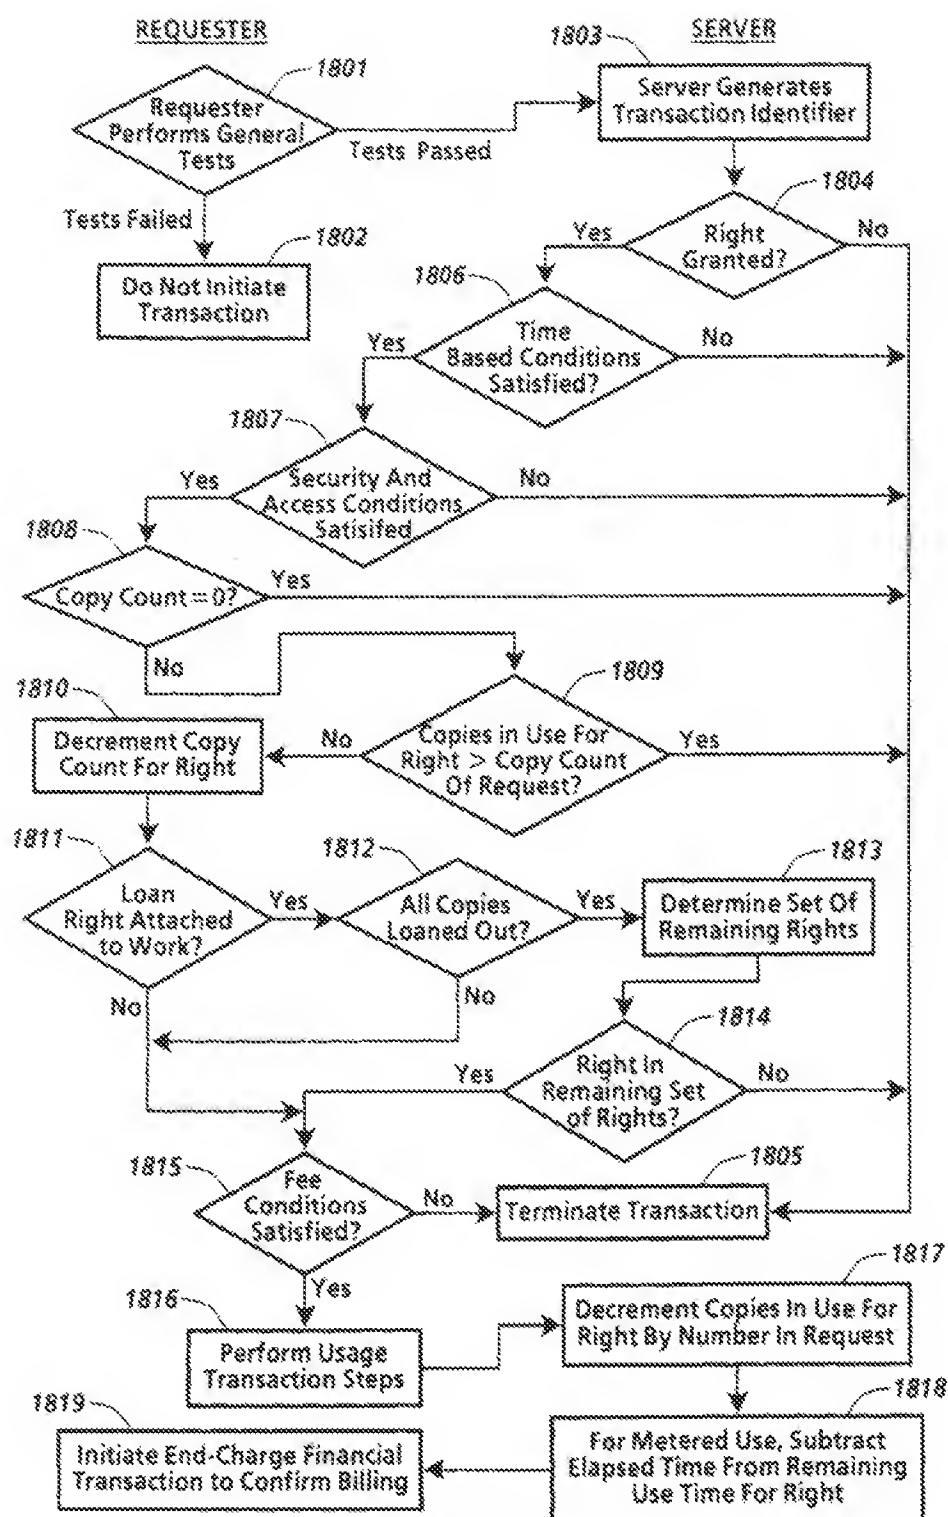 REQUESTER
SERVER
1801
1803
Requester
Performs General
Tests
Server Generates
Transaction Identifier
Tests Passed
Tests Failed
1802
1804
Do Not Initiate
Transaction
Yes
Right
Granted?
No
1806
Yes
Time
Based Conditions
Satisfied?
No
1807
Yes
Security And
Access Conditions
Satisifed
No
1808
Copy Count=0?
Yes
No
1809
1810
Decrement Copy
Count For Right
No
Copies in Use For
Right > Copy Count
Of Request?
Yes
1811
1812
1813
Loan
Right Attached
to Work?
Yes
All Copies
Loaned Out?
Yes
Determine Set Of
Remaining Rights
No
No
1814
Yes
Right In
Remaining Set
of Rights?
No
1815
1805
Fee
Conditions
Satisfied?
No
Terminate Transaction
Yes
1816
1817
Perform Usage
Transaction Steps
Decrement Copies In Use For
Right By Number In Request
1819
1818
Initiate End-Charge Financial
Transaction to Confirm Billing
For Metered Use, Subtract
Elapsed Time From Remaining
Use Time For Right